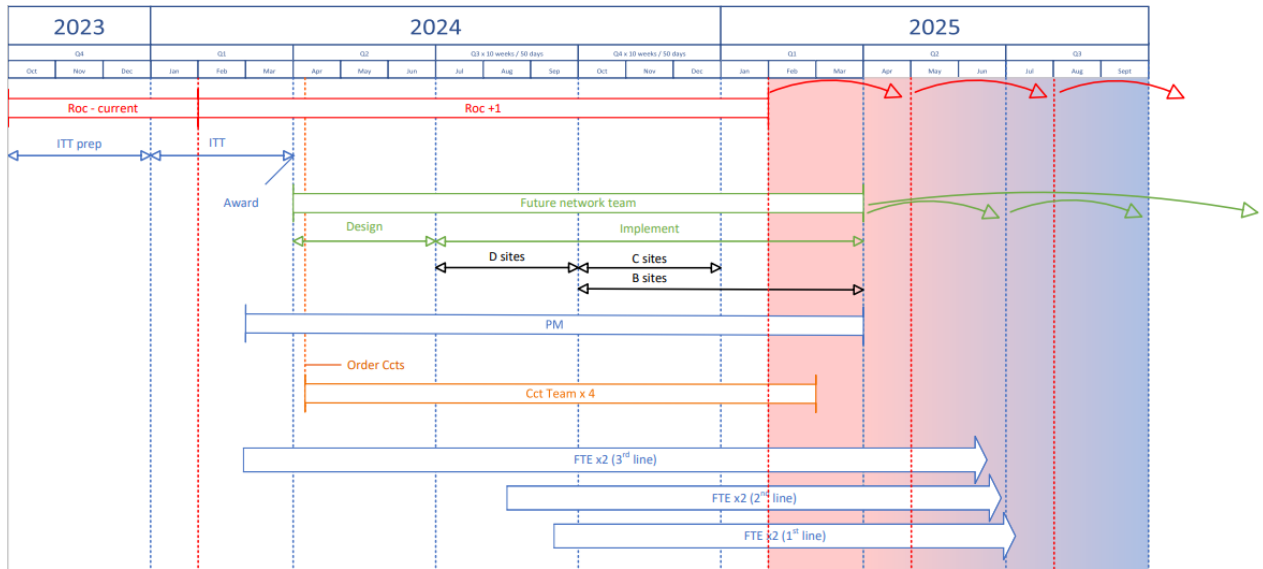 2023 2024 2025
Q4 Q1 Q2 Q3 x 10 weeks / 50 days Q4 x 10 weeks / 50 days Q1 Q2 Q3
Oct Nov Dec Jan Feb Mar Apr May Jun Jul Aug Sep Oct Nov Dec Jan Feb Mar Apr May Jun Jul Aug Sept
Roc - current Roc +1
ITT prep ITT
Award Future network team
Design Implement
D sites C sites
B sites
PM
Order Ccts
Cct Team x 4
FTE x2 (3rd line)
FTE x2 (2nd line)
FTE x2 (1st line)